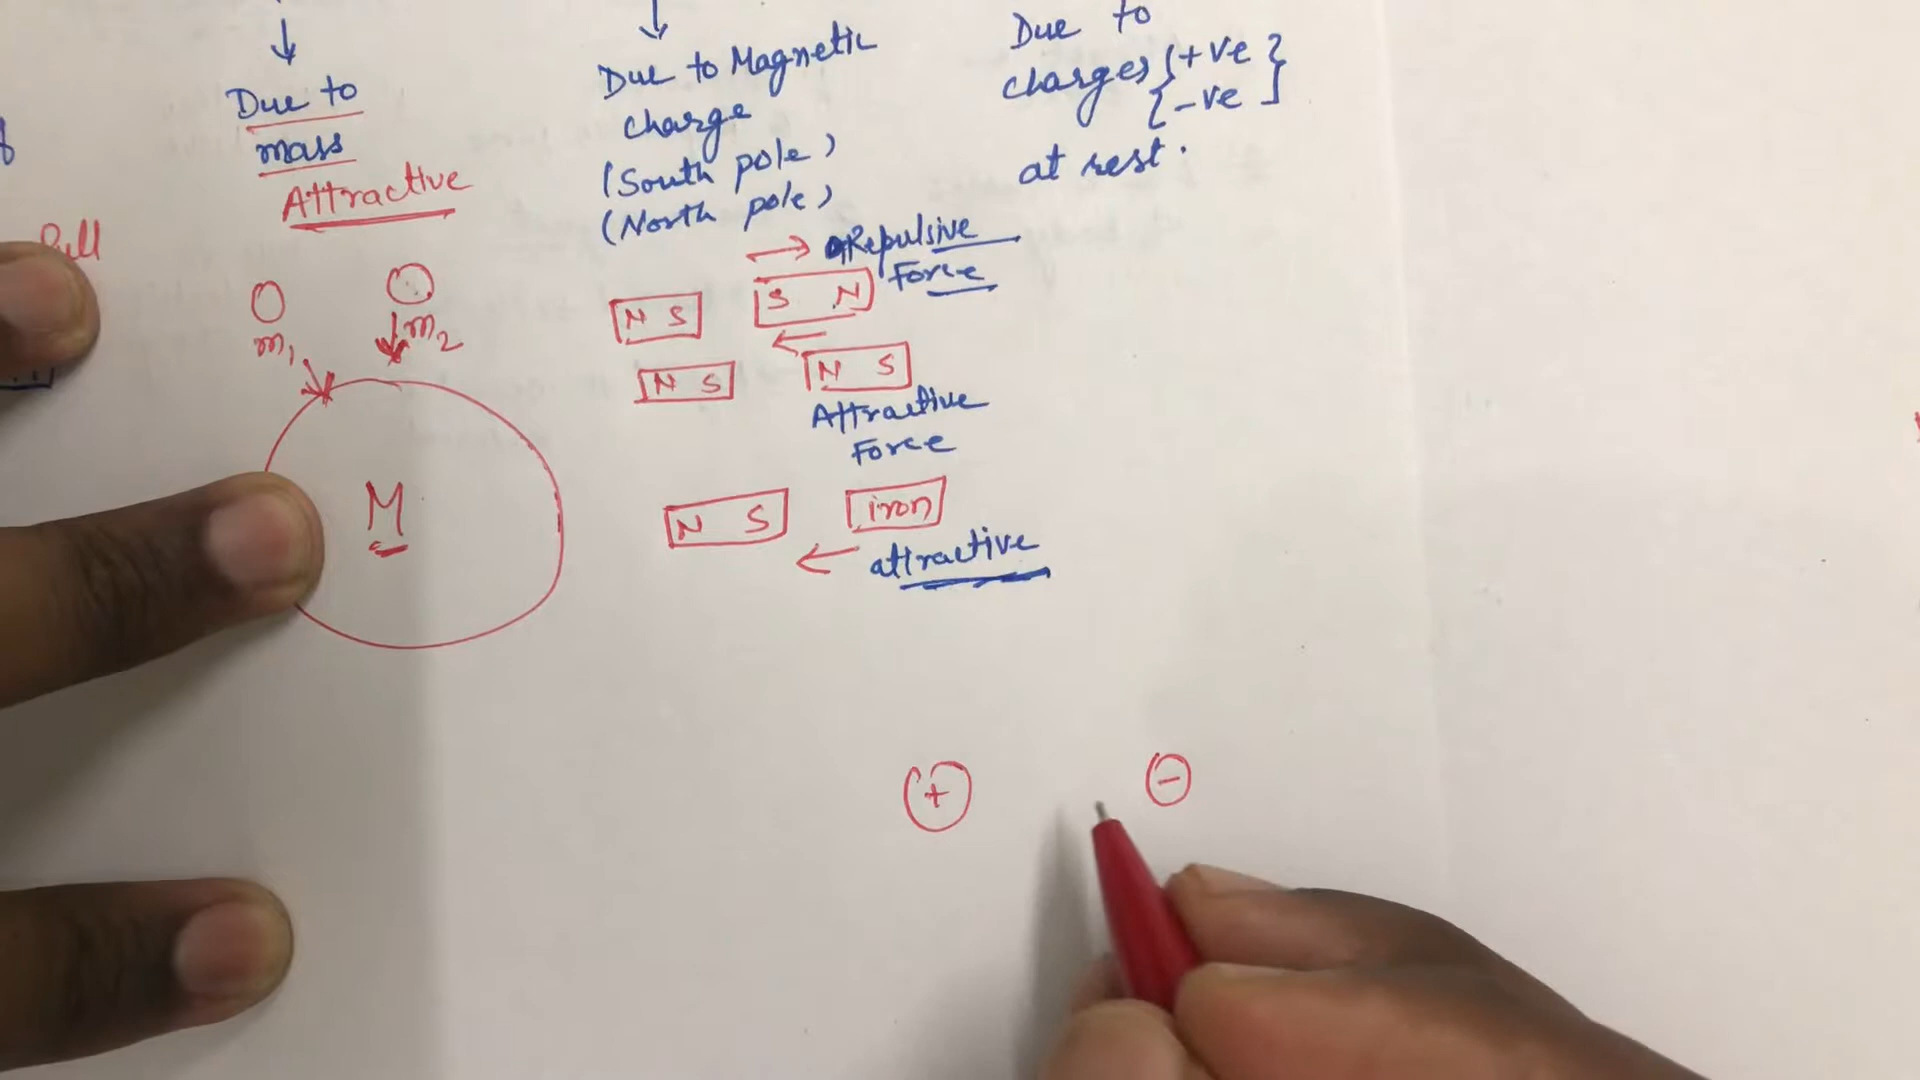 Due to
mass
Attractive
Pull
m1
m2
M
Due to Magnetic
charge
(South pole)
(North pole)
Repulsive
Force
N S
S N
N S
N S
Attractive
Force
N S
iron
attractive
Due to
charges {+ve }
{-ve }
at rest.
+
-